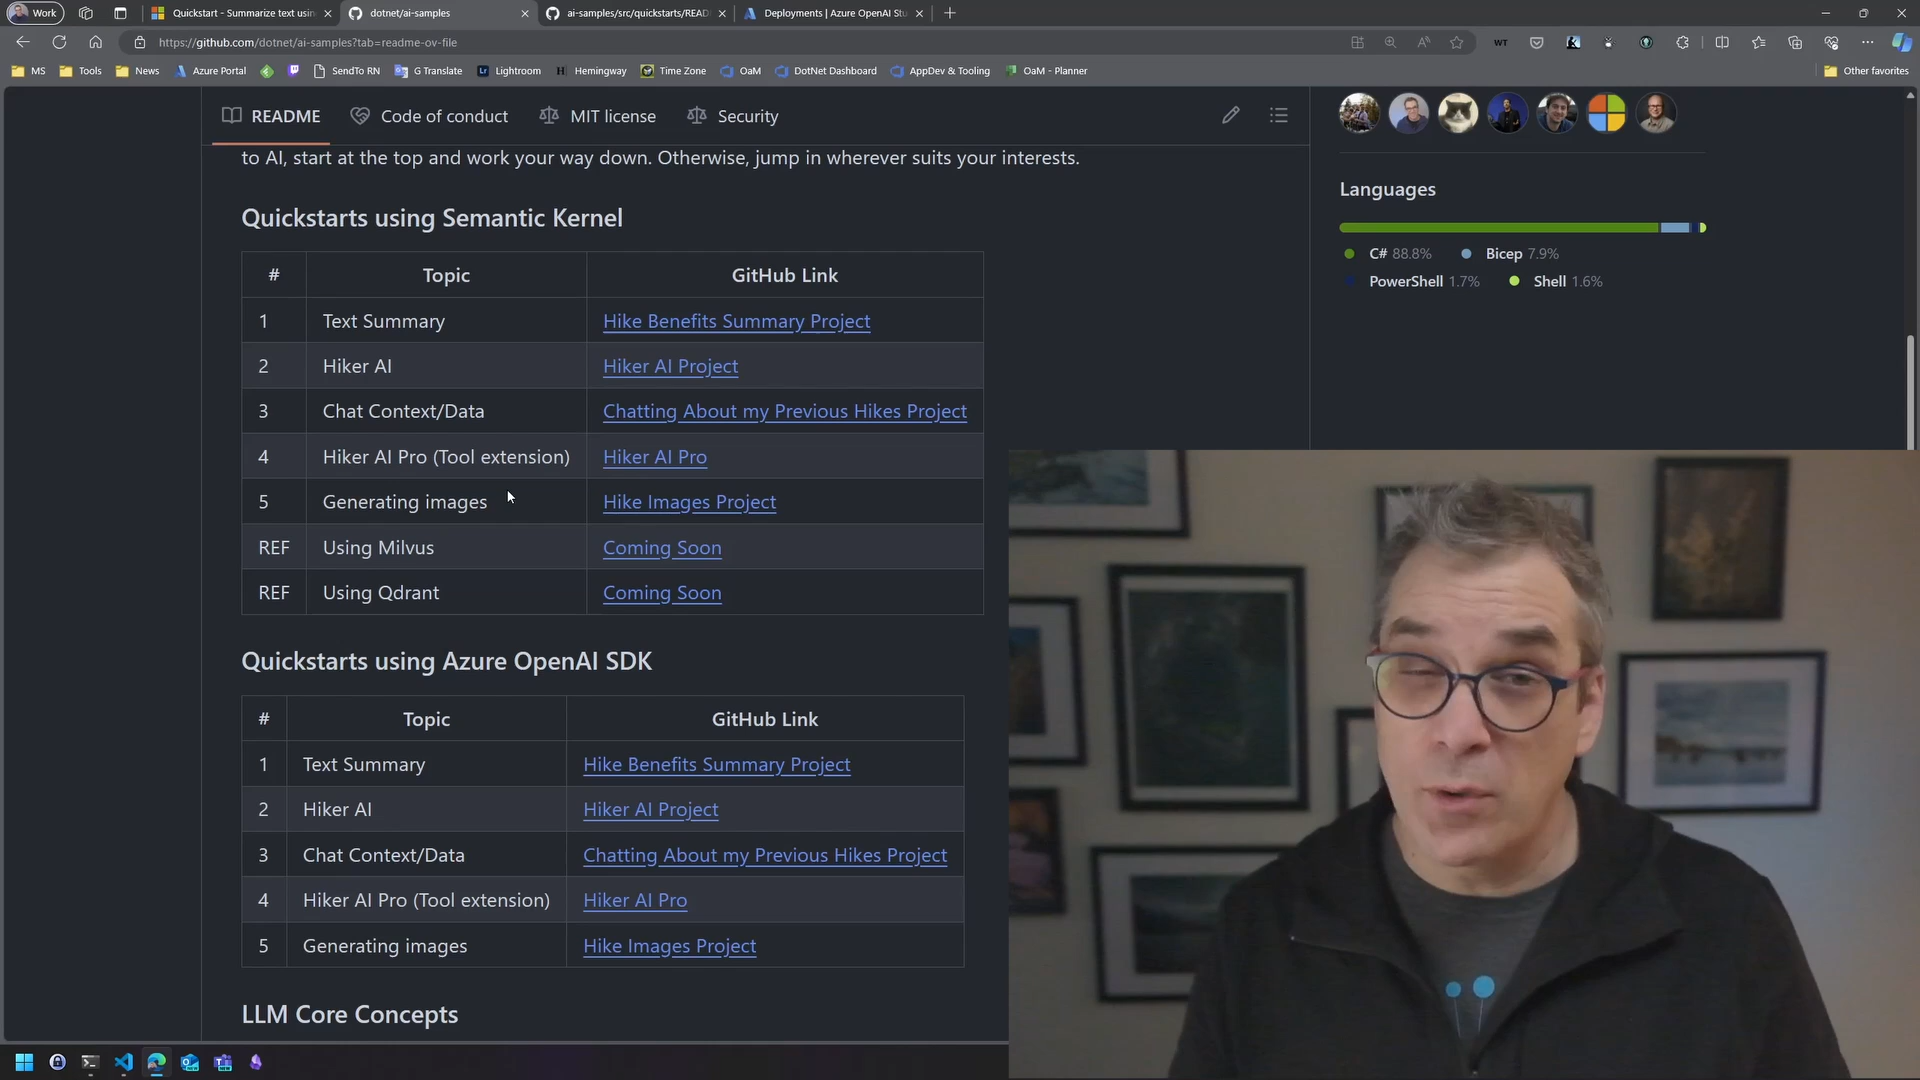 Work
Quickstart - Summarize text usin
dotnet/ai-samples
ai-samples/src/quickstarts/READ
Deployments | Azure OpenAI Stu
https://github.com/dotnet/ai-samples?tab=readme-ov-file
WT
MS
Tools
News
Azure Portal
SendTo RN
G Translate
Lightroom
Hemingway
Time Zone
OaM
DotNet Dashboard
AppDev & Tooling
OaM - Planner
Other favorites
README
Code of conduct
MIT license
Security
to AI, start at the top and work your way down. Otherwise, jump in wherever suits your interests.
Quickstarts using Semantic Kernel
# Topic GitHub Link
1 Text Summary Hike Benefits Summary Project
2 Hiker AI Hiker AI Project
3 Chat Context/Data Chatting About my Previous Hikes Project
4 Hiker AI Pro (Tool extension) Hiker AI Pro
5 Generating images Hike Images Project
REF Using Milvus Coming Soon
REF Using Qdrant Coming Soon
Quickstarts using Azure OpenAI SDK
# Topic GitHub Link
1 Text Summary Hike Benefits Summary Project
2 Hiker AI Hiker AI Project
3 Chat Context/Data Chatting About my Previous Hikes Project
4 Hiker AI Pro (Tool extension) Hiker AI Pro
5 Generating images Hike Images Project
LLM Core Concepts
Languages
C# 88.8% Bicep 7.9%
PowerShell 1.7% Shell 1.6%